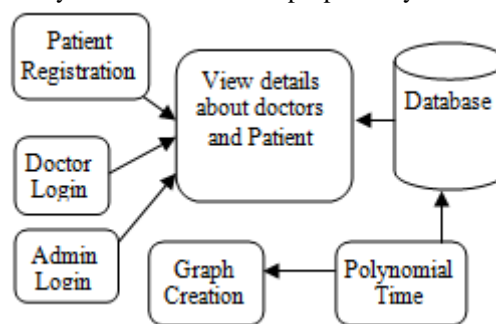 Patient
Registration
View details
about doctors
and Patient
Database
Doctor
Login
Admin
Login
Graph
Creation
Polynomial
Time